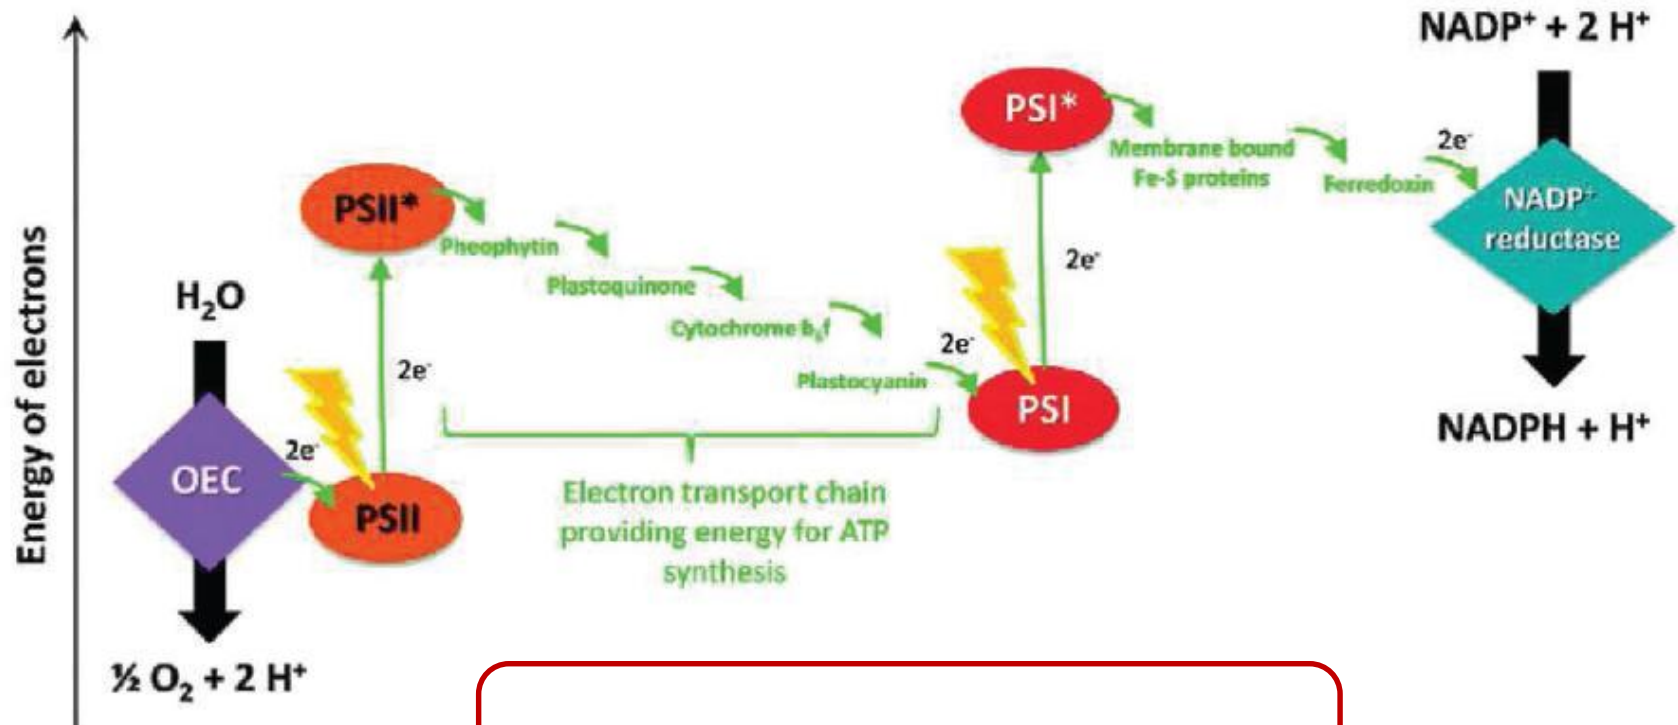 NADP⁺ + 2 H⁺
PSI*
2e⁻
Membrane bound
Fe-S proteins
Ferredoxin
NADP⁺
reductase
PSII*
Pheophytin
Plastoquinone
Cytochrome b₆f
Plastocyanin
2e⁻
2e⁻
PSI
NADPH + H⁺
Energy of electrons
H₂O
2e⁻
2e⁻
OEC
PSII
Electron transport chain
providing energy for ATP
synthesis
½ O₂ + 2 H⁺